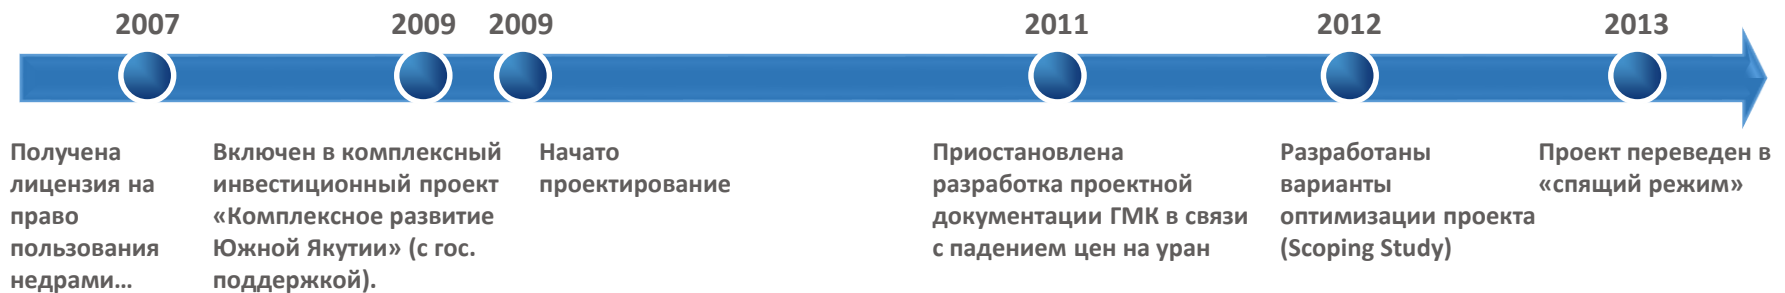 2007
Получена
лицензия на
право
пользования
недрами...
2009
Включен в комплексный
инвестиционный проект
«Комплексное развитие
Южной Якутии» (с гос.
поддержкой).
2009
Начато
проектирование
2011
Приостановлена
разработка проектной
документации ГМК в связи
с падением цен на уран
2012
Разработаны
варианты
оптимизации проекта
(Scoping Study)
2013
Проект переведен в
«спящий режим»